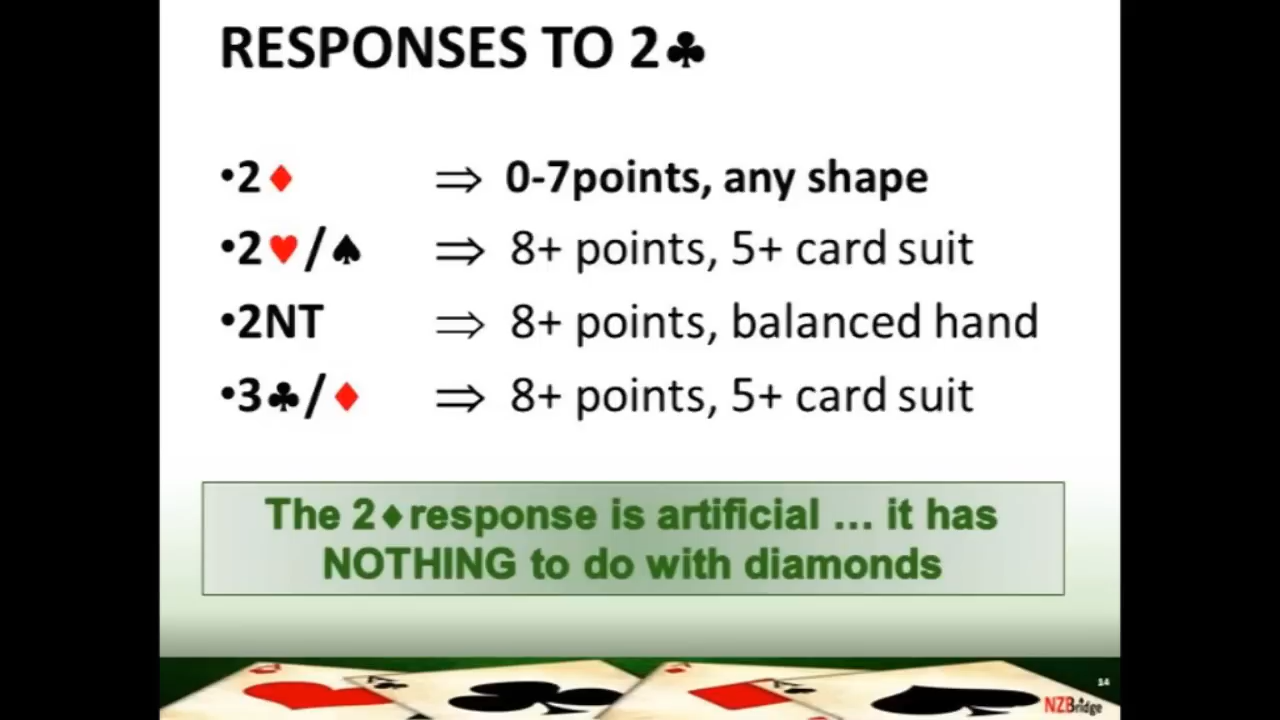 RESPONSES TO 2♣
•2♦ ⇒ 0-7points, any shape
•2♥/♠ ⇒ 8+ points, 5+ card suit
•2NT ⇒ 8+ points, balanced hand
•3♣/♦ ⇒ 8+ points, 5+ card suit
The 2♦response is artificial ... it has
NOTHING to do with diamonds
14
NZBridge